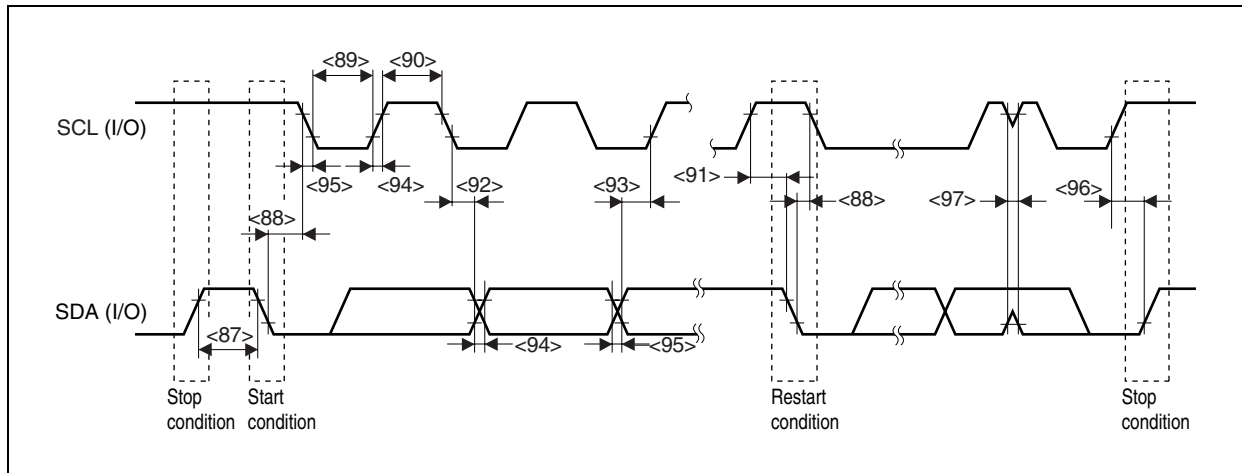 <89> <90>
SCL (I/O)
<95> <94> <92> <93> <91> <88> <97> <96>
<88>
SDA (I/O)
<87> <94> <95>
Stop condition
Start condition
Restart condition
Stop condition